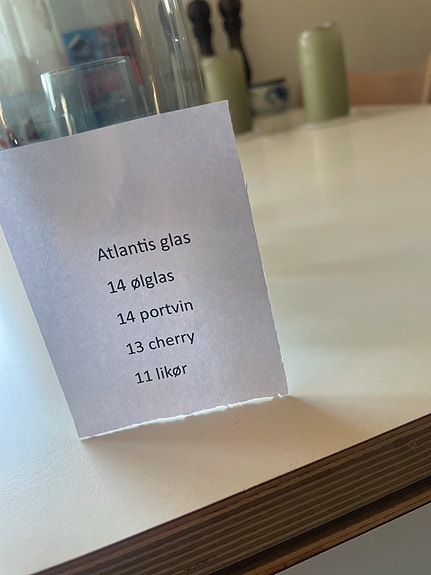 Atlantis glas
14 ølglas
14 portvin
13 cherry
11 likør